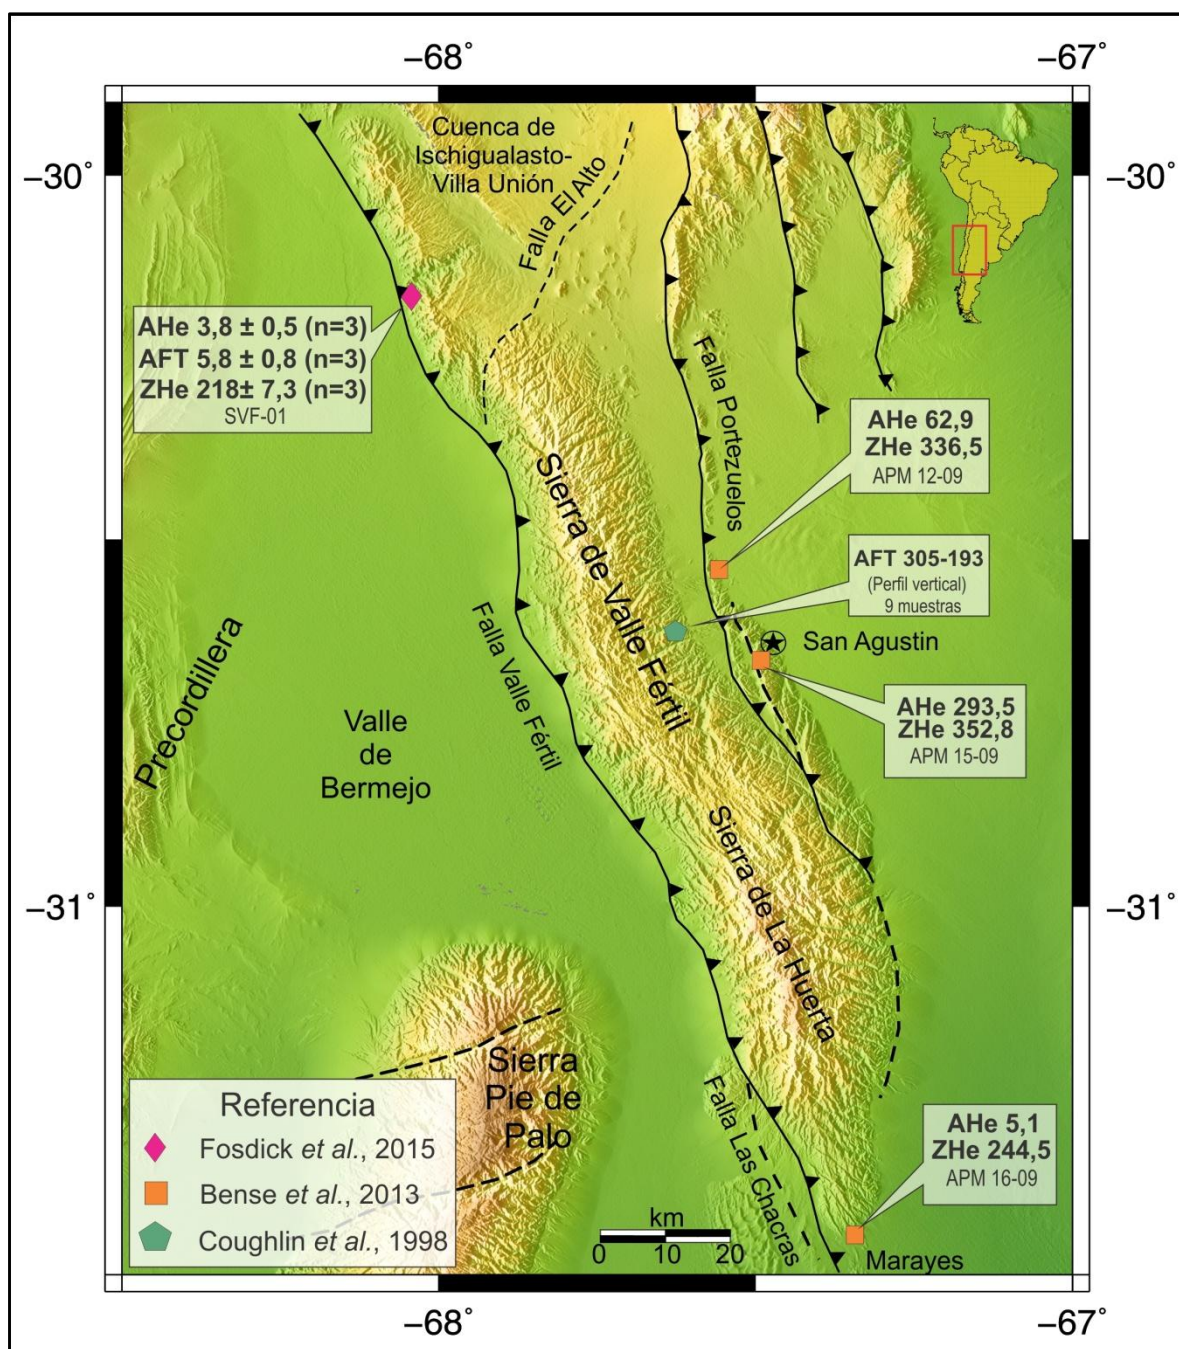 −68˚
−67˚
−30˚
−30˚
Cuenca de
Ischigualasto-
Villa Unión
Falla El Alto
AHe 3,8 ± 0,5 (n=3)
AFT 5,8 ± 0,8 (n=3)
ZHe 218± 7,3 (n=3)
SVF-01
Falla Portezuelos
AHe 62,9
ZHe 336,5
APM 12-09
Sierra de Valle Fértil
AFT 305-193
(Perfil vertical)
9 muestras
San Agustin
Falla Valle Fértil
Precordillera
Valle
de
Bermejo
AHe 293,5
ZHe 352,8
APM 15-09
Sierra de La Huerta
−31˚
−31˚
Sierra
Pie de
Palo
Falla Las Chacras
AHe 5,1
ZHe 244,5
APM 16-09
Referencia
Fosdick et al., 2015
Bense et al., 2013
Coughlin et al., 1998
km
0 10 20
Marayes
−68˚
−67˚